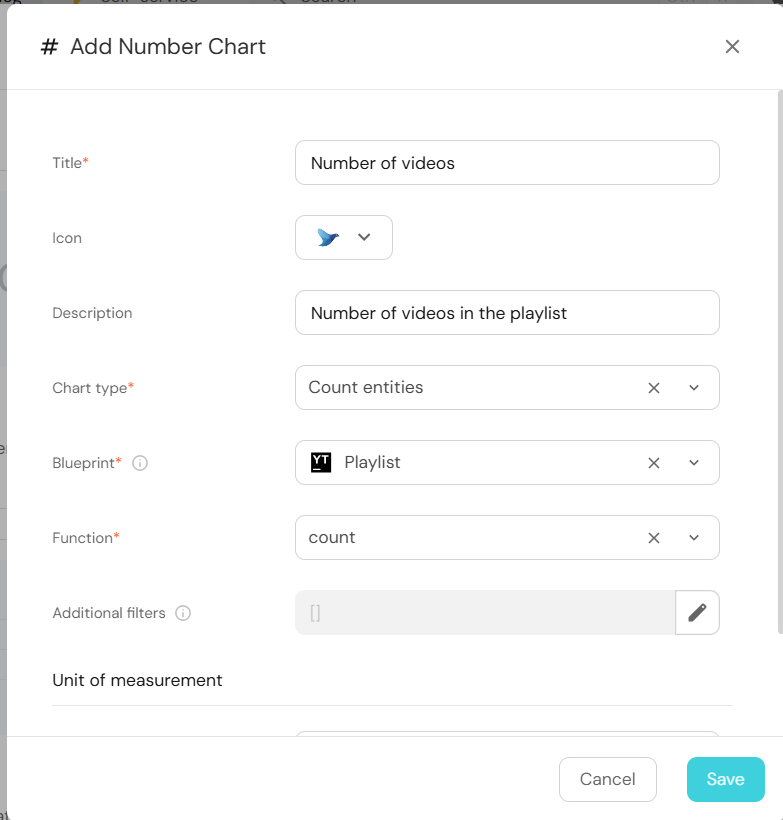 # Add Number Chart
Title*
Number of videos
Icon
Description
Number of videos in the playlist
Chart type*
Count entities
Blueprint*
YT Playlist
Function*
count
Additional filters
[]
Unit of measurement
Cancel
Save